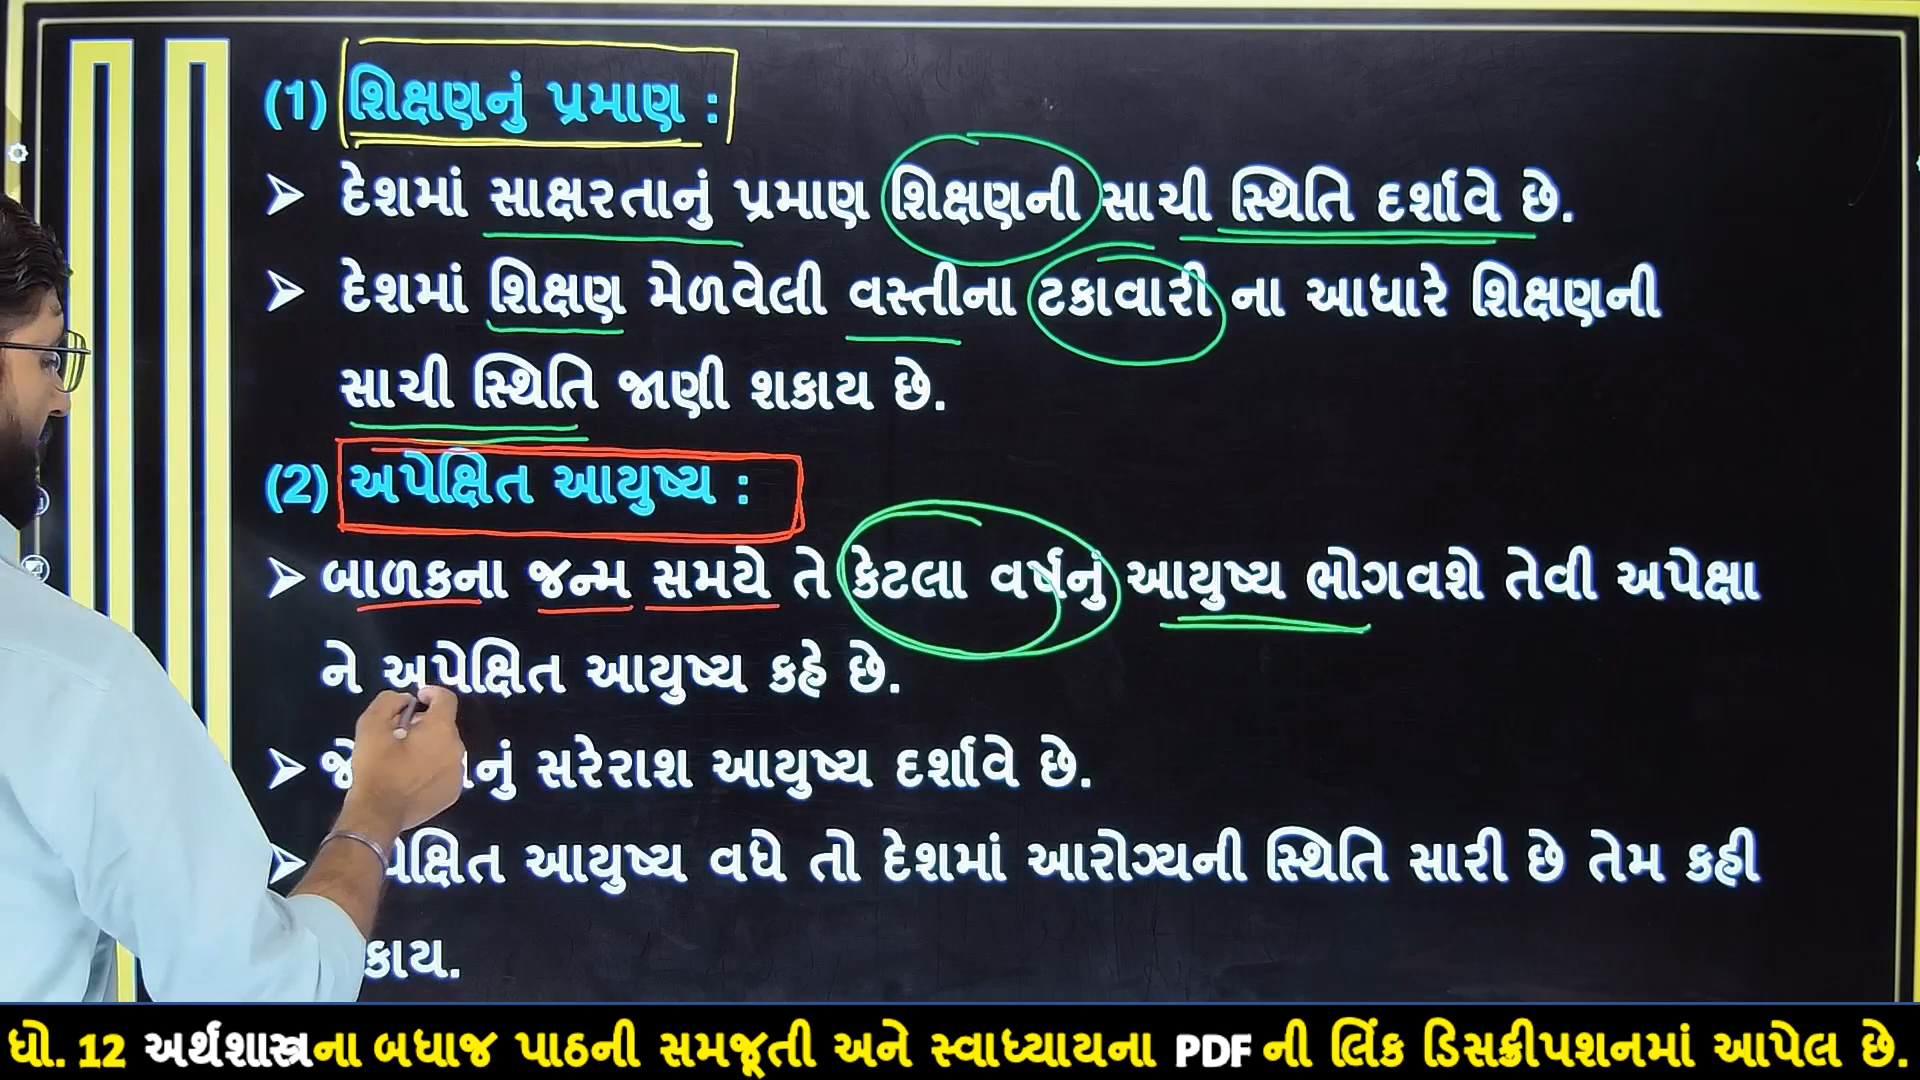 (1) શિક્ષણનું પ્રમાણ :
➢ દેશમાં સાક્ષરતાનું પ્રમાણ શિક્ષણની સાચી સ્થિતિ દર્શાવે છે.
➢ દેશમાં શિક્ષણ મેળવેલી વસ્તીના ટકાવારી ના આધારે શિક્ષણની
સાચી સ્થિતિ જાણી શકાય છે.
(2) અપેક્ષિત આયુષ્ય :
➢ બાળકના જન્મ સમયે તે કેટલા વર્ષનું આયુષ્ય ભોગવશે તેવી અપેક્ષા
ને અપેક્ષિત આયુષ્ય કહે છે.
➢ સરેરાશ આયુષ્ય દર્શાવે છે.
➢ આયુષ્ય વધે તો દેશમાં આરોગ્યની સ્થિતિ સારી છે તેમ કહી
ધો. 12 અર્થશાસ્ત્રના બધાજ પાઠની સમજૂતી અને સ્વાધ્યાયના PDF ની લિંક ડિસક્રીપશનમાં આપેલ છે.